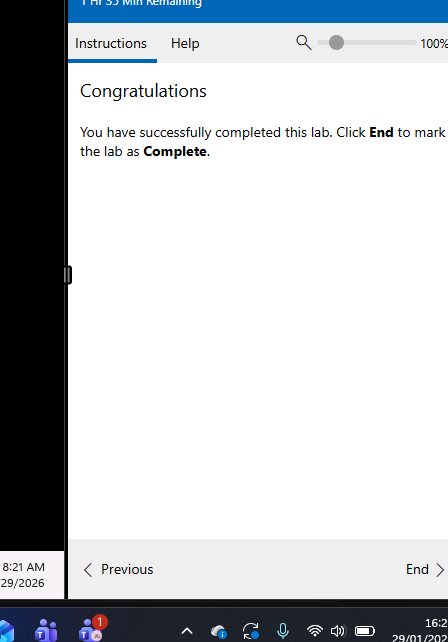 1 Hr 35 Min Remaining
Instructions Help 100%
Congratulations
You have successfully completed this lab. Click End to mark
the lab as Complete.
8:21 AM
/29/2026
Previous End
1
16:2
29/01/202